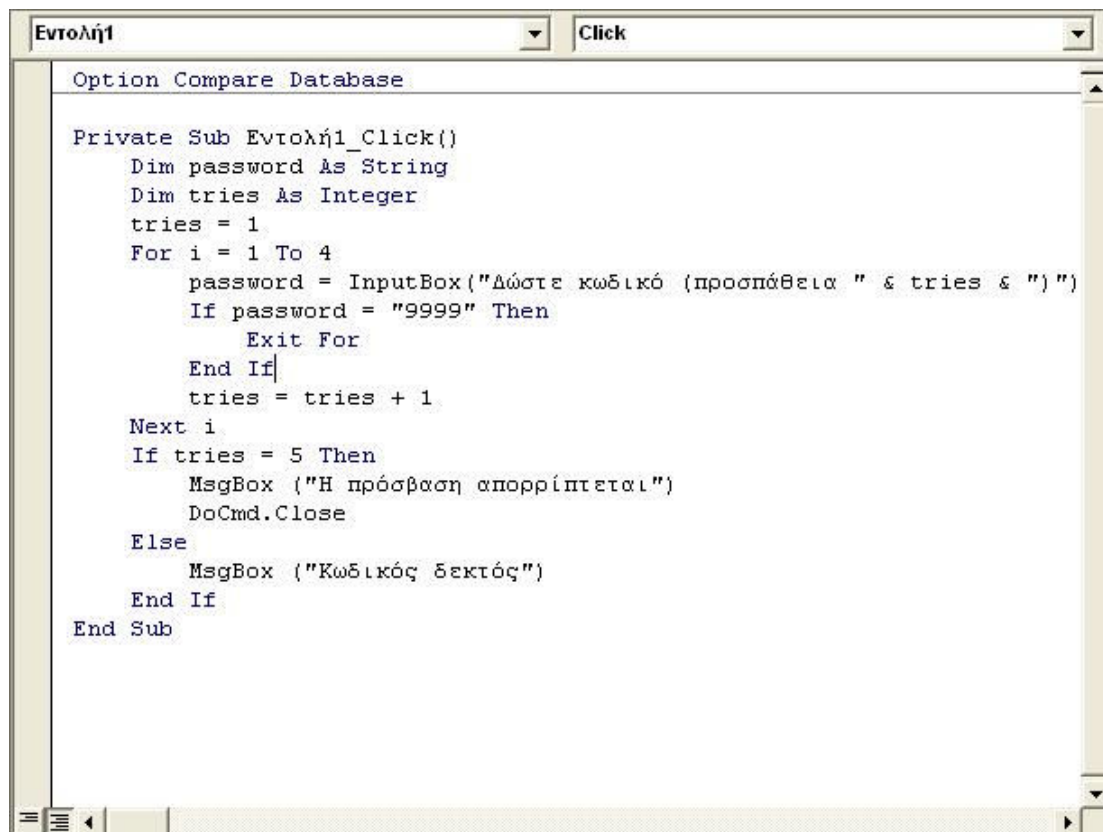 Εντολή1 Click
Option Compare Database
Private Sub Εντολή1_Click()
    Dim password As String
    Dim tries As Integer
    tries = 1
    For i = 1 To 4
        password = InputBox("Δώστε κωδικό (προσπάθεια " & tries & ")")
        If password = "9999" Then
            Exit For
        End If
        tries = tries + 1
    Next i
    If tries = 5 Then
        MsgBox ("Η πρόσβαση απορρίπτεται")
        DoCmd.Close
    Else
        MsgBox ("Κωδικός δεκτός")
    End If
End Sub